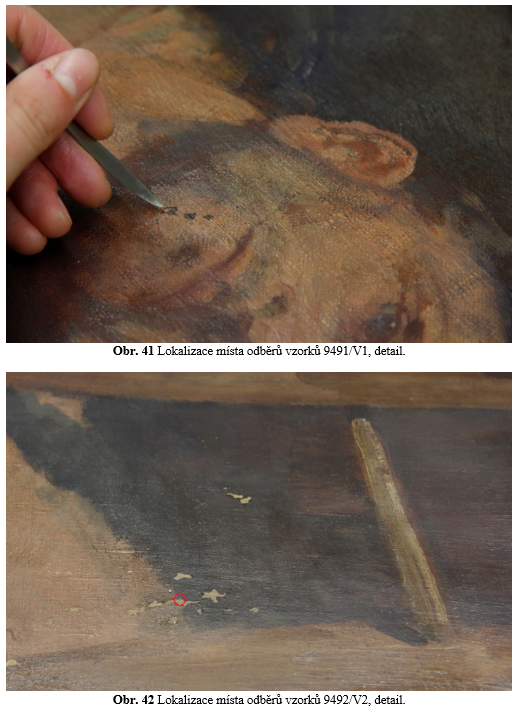 Obr. 41 Lokalizace místa odběrů vzorků 9491/V1, detail.
Obr. 42 Lokalizace místa odběrů vzorků 9492/V2, detail.